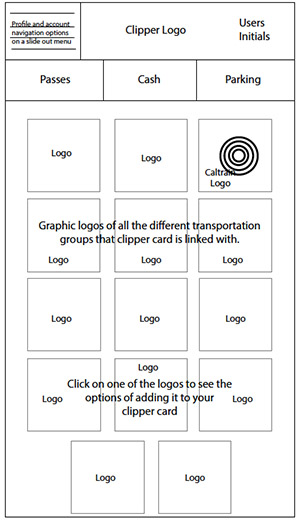 Profile and account
navigation options
on a slide out menu
Clipper Logo
Users
Initials
Passes
Cash
Parking
Logo
Logo
Caltrain
Logo
Graphic logos of all the different transportation
groups that clipper card is linked with.
Logo
Logo
Logo
Logo
Logo
Logo
Logo
Click on one of the logos to see the
options of adding it to your
clipper card
Logo
Logo
Logo
Logo